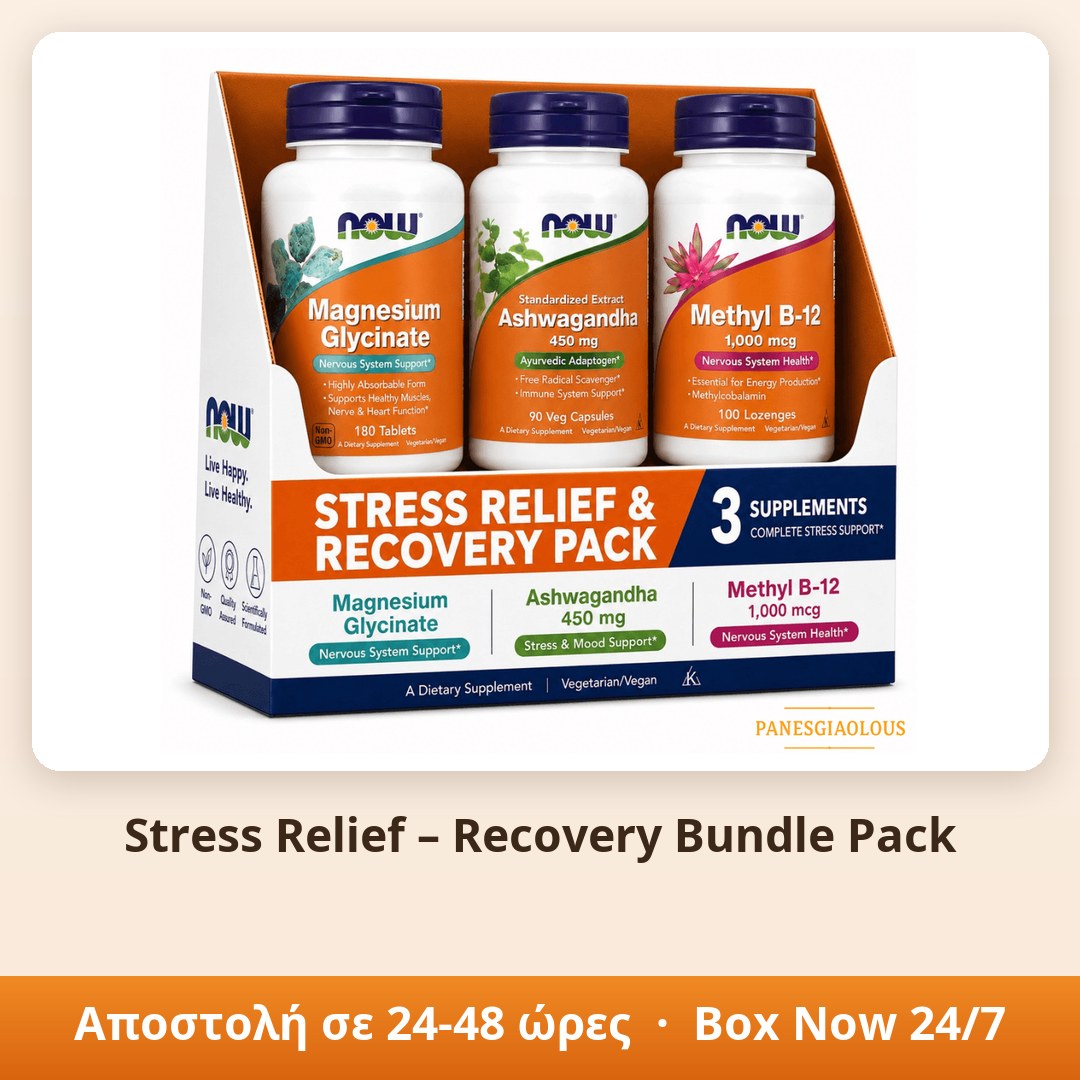 NOW
Magnesium
Glycinate
Nervous System Support*
• Highly Absorbable Form
• Supports Healthy Muscles,
Nerve & Heart Function*
Non-
GMO
180 Tablets
A Dietary Supplement Vegetarian/Vegan
NOW
Standardized Extract
Ashwagandha
450 mg
Ayurvedic Adaptogen*
• Free Radical Scavenger*
• Immune System Support*
90 Veg Capsules
A Dietary Supplement Vegetarian/Vegan
NOW
Methyl B-12
1,000 mcg
Nervous System Health*
• Essential for Energy Production*
• Methylcobalamin
100 Lozenges
A Dietary Supplement Vegetarian/Vegan
NOW
Live Happy.
Live Healthy.
Non-
GMO
Quality
Assured
Scientifically
Formulated
STRESS RELIEF &
RECOVERY PACK
3 SUPPLEMENTS
COMPLETE STRESS SUPPORT*
Magnesium
Glycinate
Nervous System Support*
Ashwagandha
450 mg
Stress & Mood Support*
Methyl B-12
1,000 mcg
Nervous System Health*
A Dietary Supplement | Vegetarian/Vegan K
PANESGIAOLOUS
Stress Relief – Recovery Bundle Pack
Αποστολή σε 24-48 ώρες · Box Now 24/7